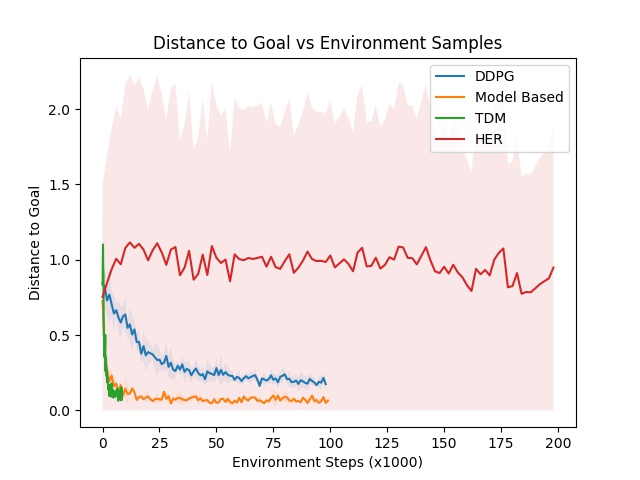 Distance to Goal vs Environment Samples
DDPG
Model Based
TDM
HER
Distance to Goal
2.0
1.5
1.0
0.5
0.0
0
25
50
75
100
125
150
175
200
Environment Steps (x1000)